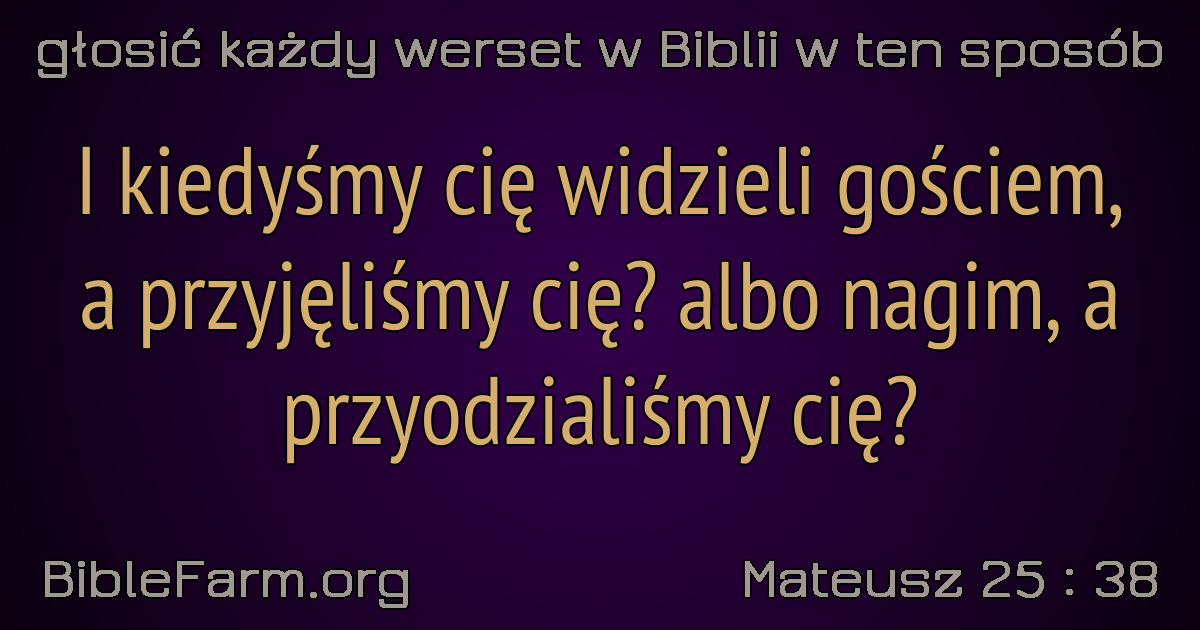 głosić każdy werset w Biblii w ten sposób
I kiedyśmy cię widzieli gościem,
a przyjęliśmy cię? albo nagim, a
przyodzialiśmy cię?
BibleFarm.org
Mateusz 25 : 38